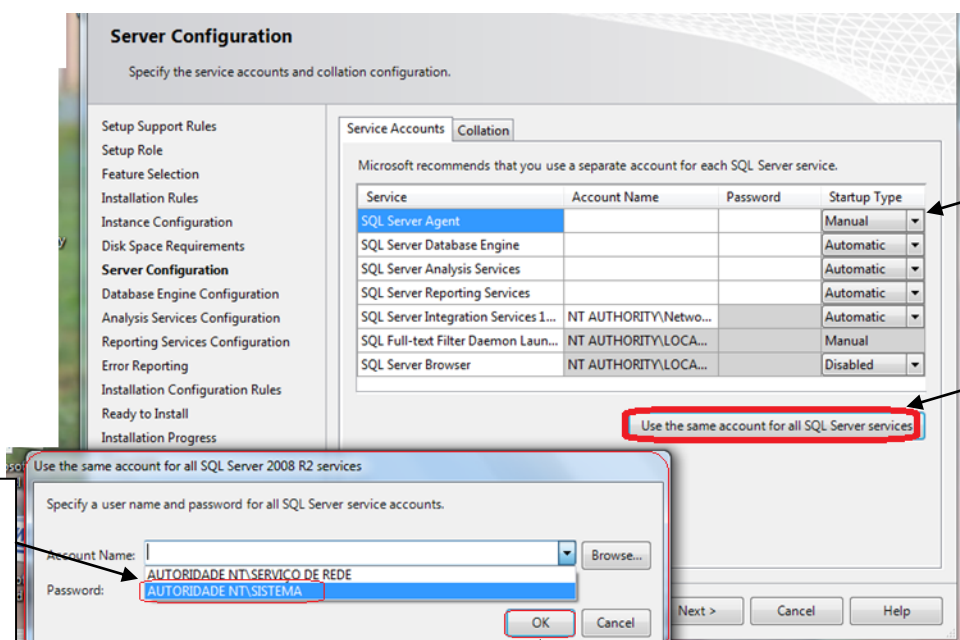 Server Configuration
Specify the service accounts and collation configuration.
Setup Support Rules
Setup Role
Feature Selection
Installation Rules
Instance Configuration
Disk Space Requirements
Server Configuration
Database Engine Configuration
Analysis Services Configuration
Reporting Services Configuration
Error Reporting
Installation Configuration Rules
Ready to Install
Installation Progress
Service Accounts Collation
Microsoft recommends that you use a separate account for each SQL Server service.
Service Account Name Password Startup Type
SQL Server Agent Manual
SQL Server Database Engine Automatic
SQL Server Analysis Services Automatic
SQL Server Reporting Services Automatic
SQL Server Integration Services 1... NT AUTHORITY\Netwo... Automatic
SQL Full-text Filter Daemon Laun... NT AUTHORITY\LOCA... Manual
SQL Server Browser NT AUTHORITY\LOCA... Disabled
Use the same account for all SQL Server services
Use the same account for all SQL Server 2008 R2 services
Specify a user name and password for all SQL Server service accounts.
Account Name: Browse...
AUTORIDADE NT\SERVIÇO DE REDE
Password: AUTORIDADE NT\SISTEMA
OK Cancel
Next > Cancel Help